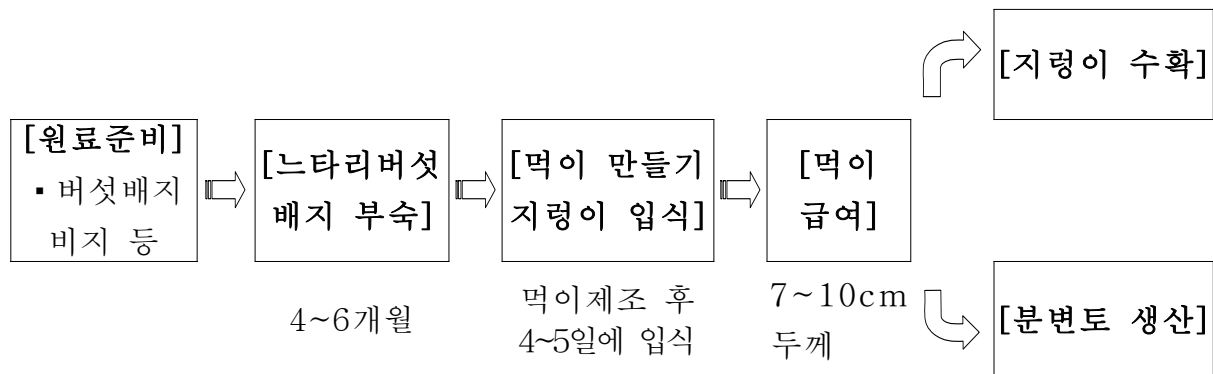 [원료준비]
▪ 버섯배지
비지 등
[느타리버섯
배지 부숙]
4~6개월
[먹이 만들기
지렁이 입식]
먹이제조 후
4~5일에 입식
[먹이
급여]
7~10cm
두께
[지렁이 수확]
[분변토 생산]